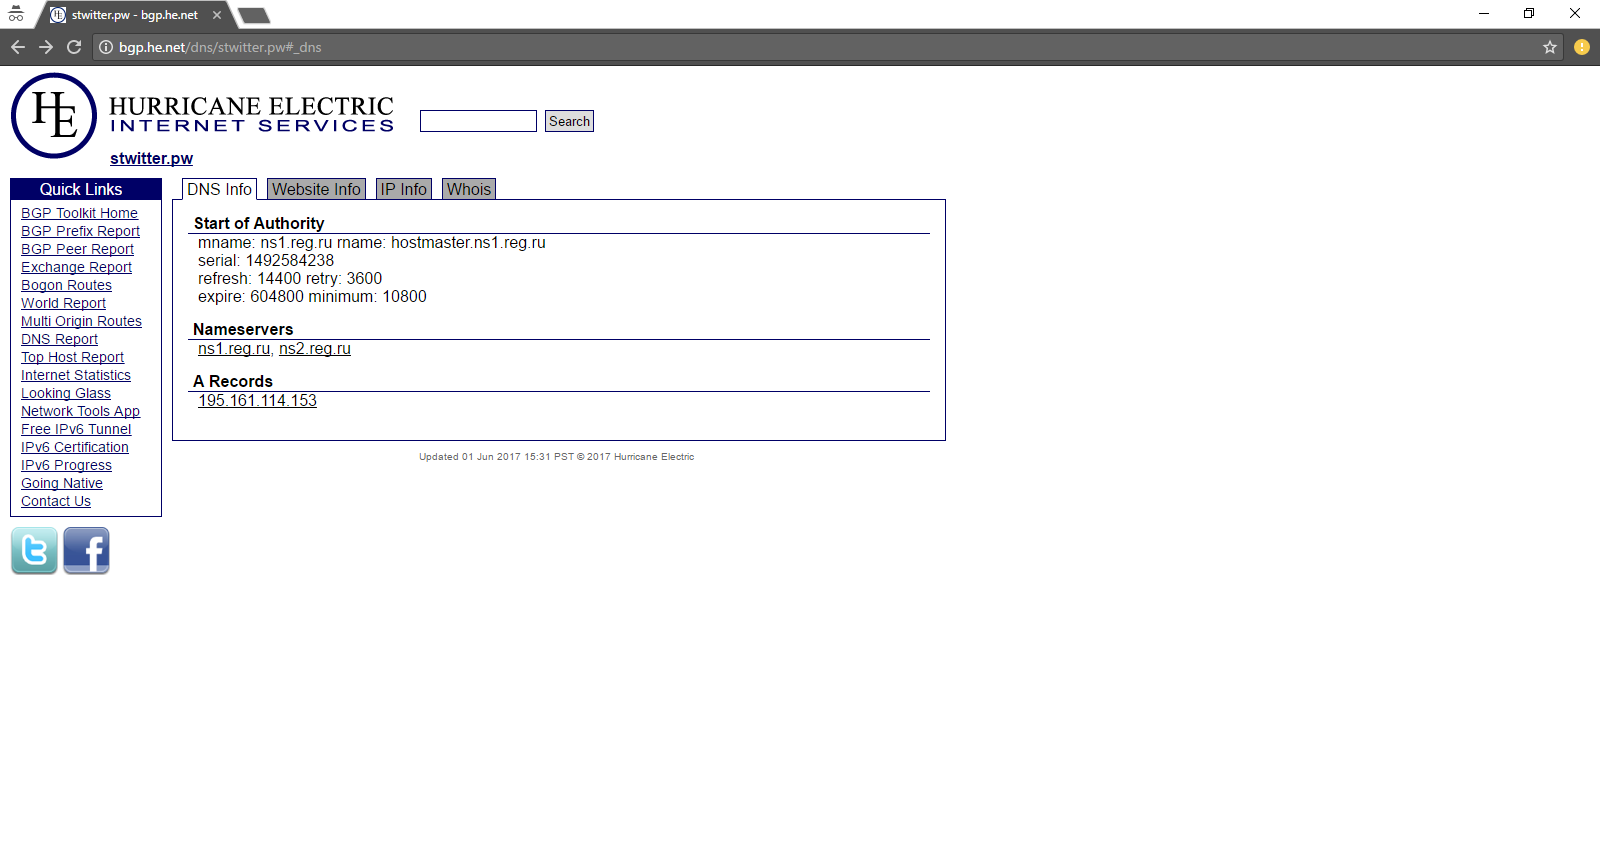 stwitter.pw - bgp.he.net
bgp.he.net/dns/stwitter.pw#_dns
HE
HURRICANE ELECTRIC
INTERNET SERVICES
Search
stwitter.pw
Quick Links
BGP Toolkit Home
BGP Prefix Report
BGP Peer Report
Exchange Report
Bogon Routes
World Report
Multi Origin Routes
DNS Report
Top Host Report
Internet Statistics
Looking Glass
Network Tools App
Free IPv6 Tunnel
IPv6 Certification
IPv6 Progress
Going Native
Contact Us
DNS Info Website Info IP Info Whois
Start of Authority
mname: ns1.reg.ru rname: hostmaster.ns1.reg.ru
serial: 1492584238
refresh: 14400 retry: 3600
expire: 604800 minimum: 10800
Nameservers
ns1.reg.ru, ns2.reg.ru
A Records
195.161.114.153
Updated 01 Jun 2017 15:31 PST © 2017 Hurricane Electric